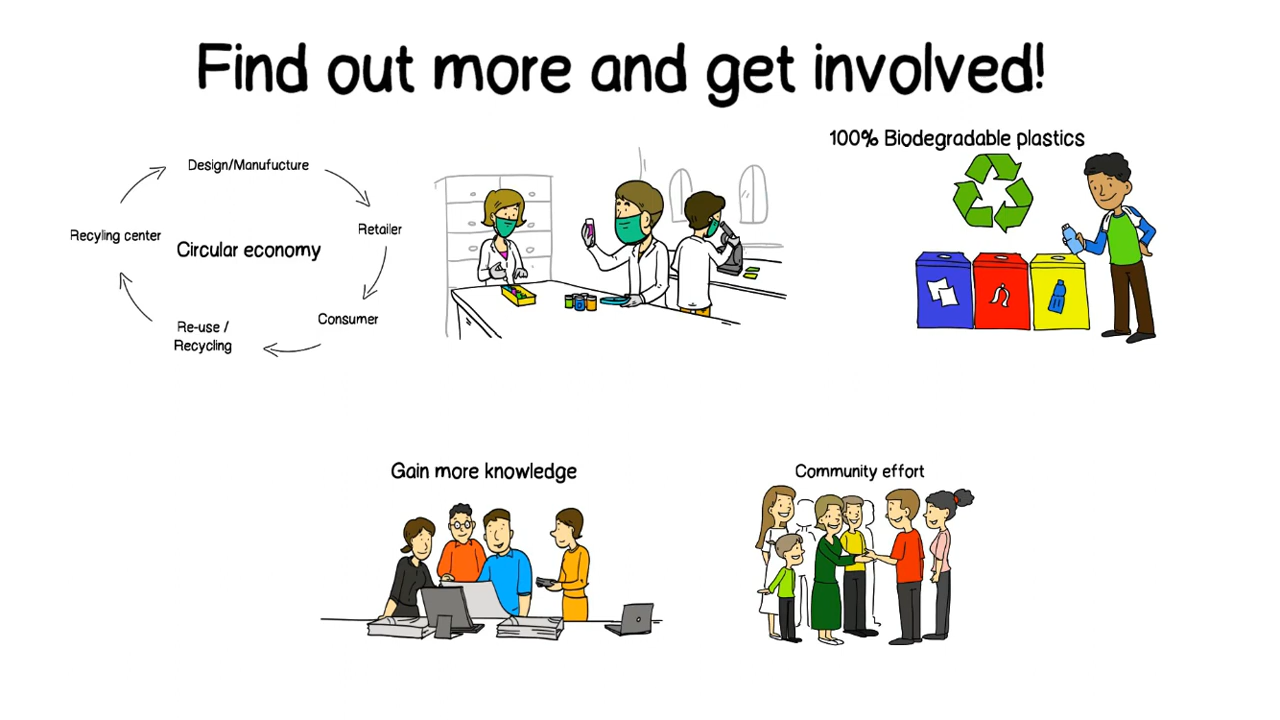 Find out more and get involved!
100% Biodegradable plastics
Design/Manufucture
Retailer
Recyling center
Circular economy
Consumer
Re-use /
Recycling
Gain more knowledge
Community effort